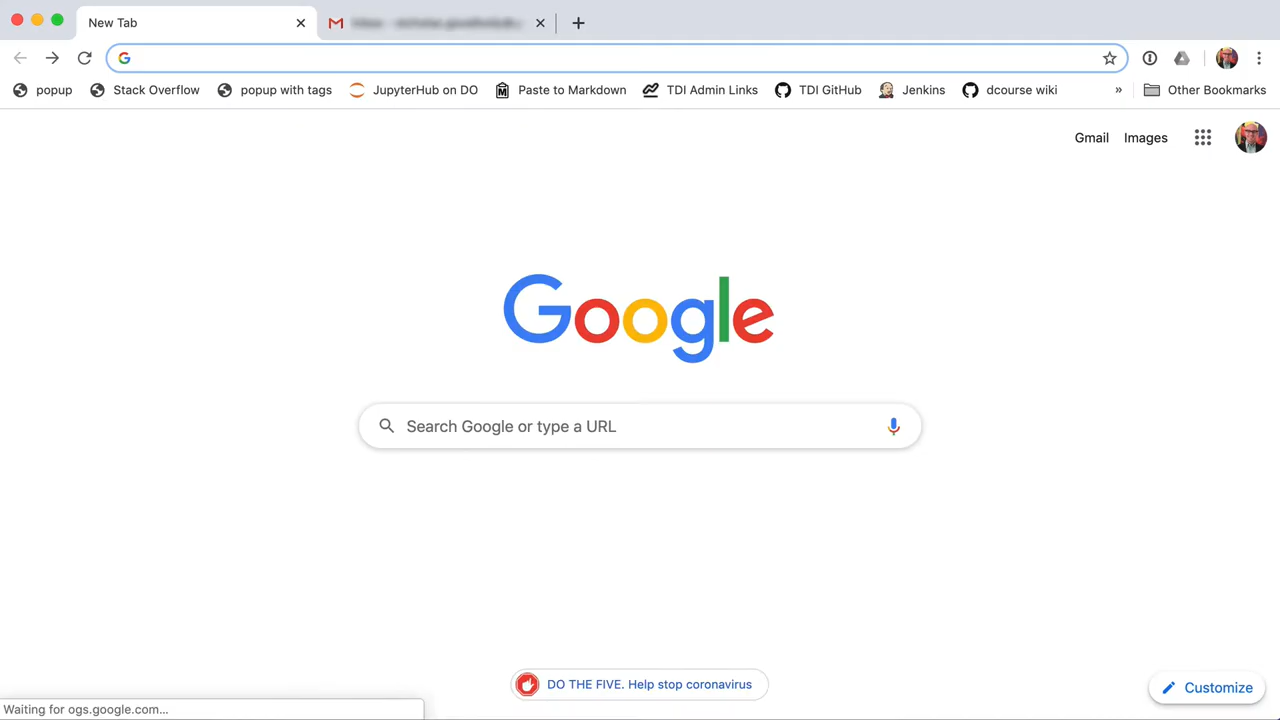 New Tab
popup
Stack Overflow
popup with tags
JupyterHub on DO
Paste to Markdown
TDI Admin Links
TDI GitHub
Jenkins
dcourse wiki
»
Other Bookmarks
Gmail
Images
Google
Search Google or type a URL
DO THE FIVE. Help stop coronavirus
Customize
Waiting for ogs.google.com...